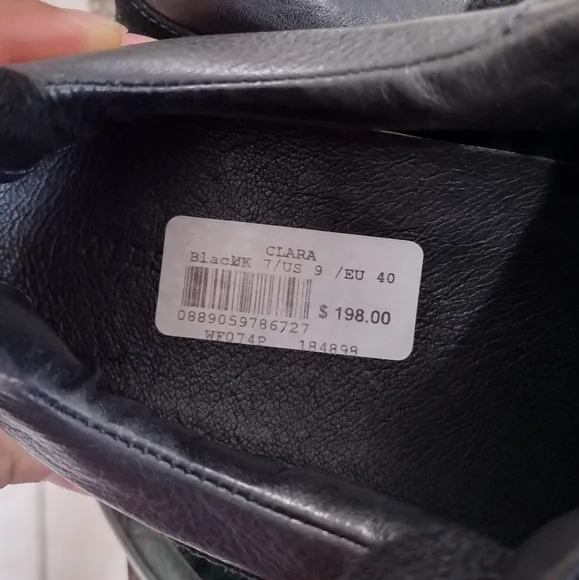 CLARA
BlacUK 7/US 9 /EU 40
$ 198.00
0889059786727
WF074P 184898